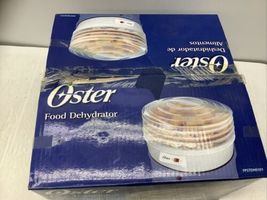 Oster
Deshidratador de
Alimentos
Oster
Food Dehydrator